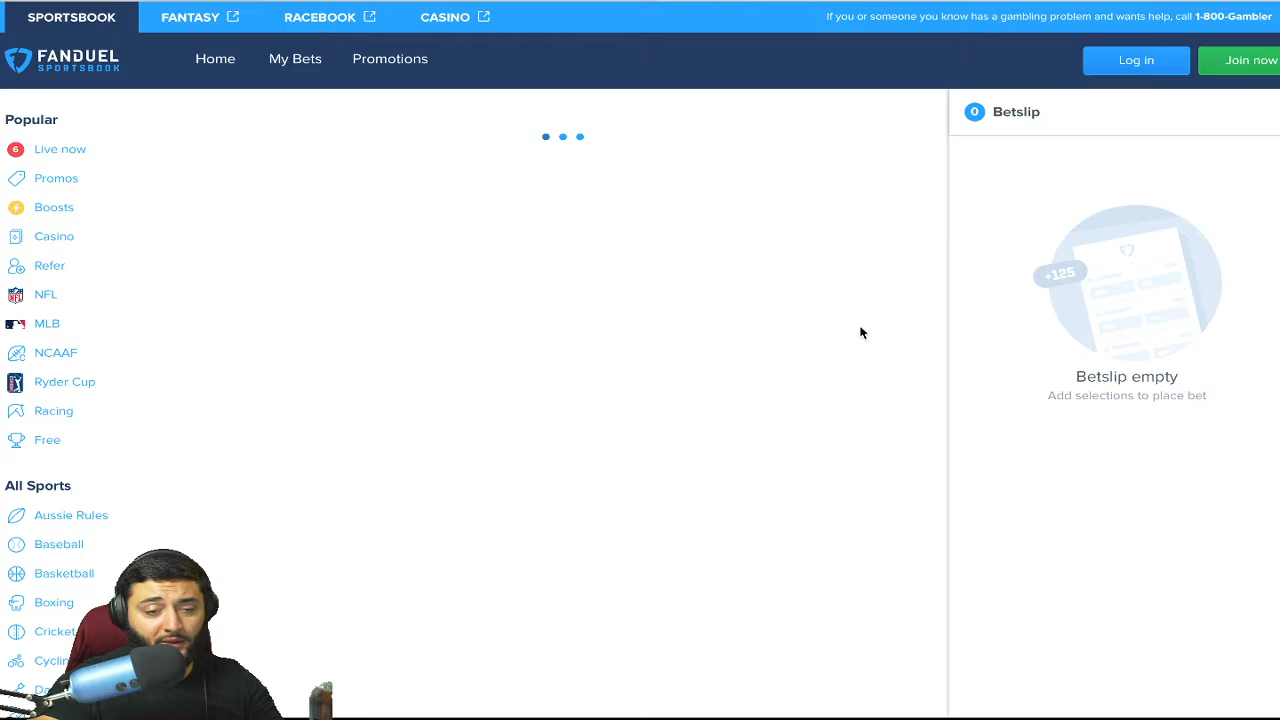 SPORTSBOOK
FANTASY
RACEBOOK
CASINO
If you or someone you know has a gambling problem and wants help, call 1-800-Gambler
FANDUEL
SPORTSBOOK
Home
My Bets
Promotions
Log in
Join now
Popular
6
Live now
Promos
Boosts
Casino
Refer
NFL
MLB
NCAAF
Ryder Cup
Racing
Free
All Sports
Aussie Rules
Baseball
Basketball
Boxing
Cricket
0 Betslip
+125
Betslip empty
Add selections to place bet